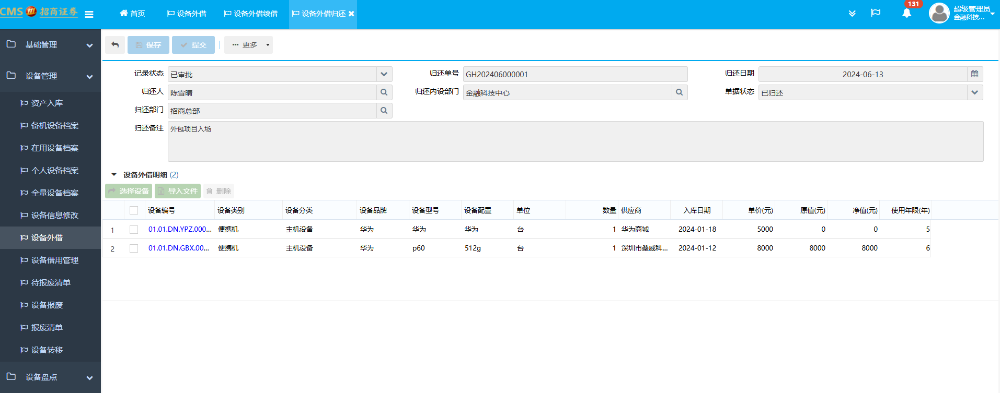 CMS 招商证券
首页
设备外借
设备外借续借
设备外借归还
131
超级管理员
金融科技...
基础管理
设备管理
资产入库
备机设备档案
在用设备档案
个人设备档案
全量设备档案
设备信息修改
设备外借
设备借用管理
待报废清单
设备报废
报废清单
设备转移
设备盘点
保存
提交
更多
记录状态 已审批 归还单号 GH202406000001 归还日期 2024-06-13
归还人 陈雪晴 归还内设部门 金融科技中心 单据状态 已归还
归还部门 招商总部
归还备注 外包项目入场
设备外借明细 (2)
选择设备 导入文件 删除
设备编号 设备类别 设备分类 设备品牌 设备型号 设备配置 单位 数量 供应商 入库日期 单价(元) 原值(元) 净值(元) 使用年限(年)
1 01.01.DN.YPZ.000... 便携机 主机设备 华为 华为 华为 台 1 华为商城 2024-01-18 5000 0 0 5
2 01.01.DN.GBX.00... 便携机 主机设备 华为 p60 512g 台 1 深圳市桑威科... 2024-01-12 8000 8000 8000 6